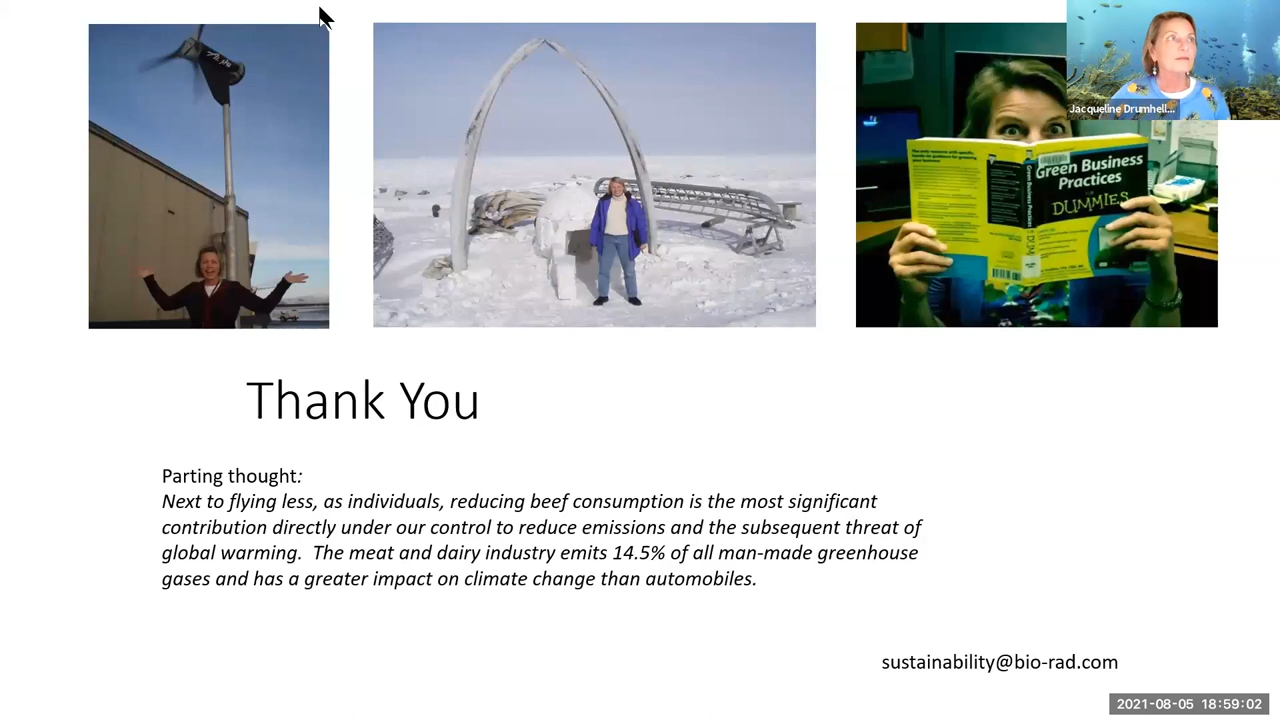 Jacqueline Drumhell...
Green Business
Practices
DUMMIES
Thank You
Parting thought:
Next to flying less, as individuals, reducing beef consumption is the most significant
contribution directly under our control to reduce emissions and the subsequent threat of
global warming.  The meat and dairy industry emits 14.5% of all man-made greenhouse
gases and has a greater impact on climate change than automobiles.
sustainability@bio-rad.com
2021-08-05 18:59:02